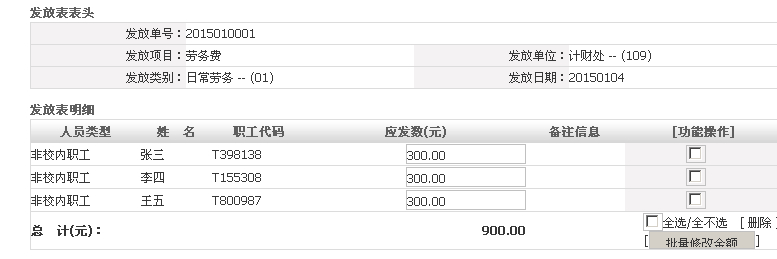 发放表表头
发放单号：2015010001
发放项目：劳务费 发放单位：计财处 -- (109)
发放类别：日常劳务 -- (01) 发放日期：20150104
发放表明细
人员类型 姓 名 职工代码 应发数(元) 备注信息 [功能操作]
非校内职工 张三 T398138 300.00
非校内职工 李四 T155308 300.00
非校内职工 王五 T800987 300.00
总 计(元)： 900.00 全选/全不选 [ 删除 ]
[ 批量修改金额 ]